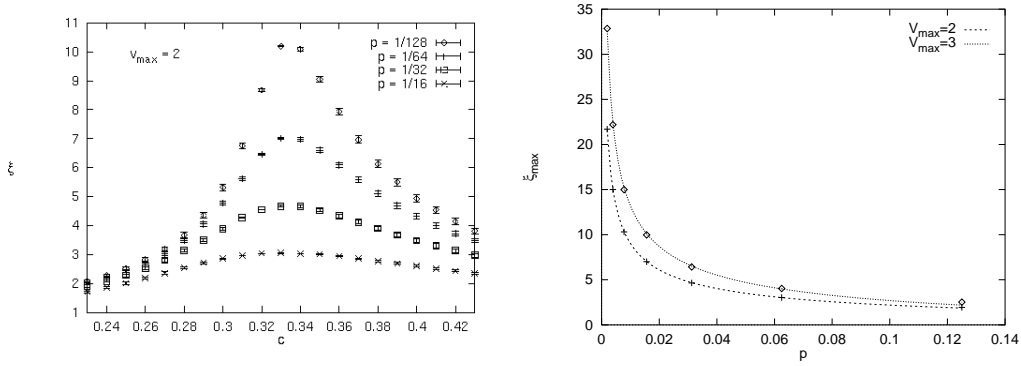 11
10
9
8
7
6
5
4
3
2
1
ξ
V_max = 2
p = 1/128
p = 1/64
p = 1/32
p = 1/16
0.24 0.26 0.28 0.3 0.32 0.34 0.36 0.38 0.4 0.42
c
35
30
25
20
15
10
5
0
ξ_max
V_max=2
V_max=3
0 0.02 0.04 0.06 0.08 0.1 0.12 0.14
p